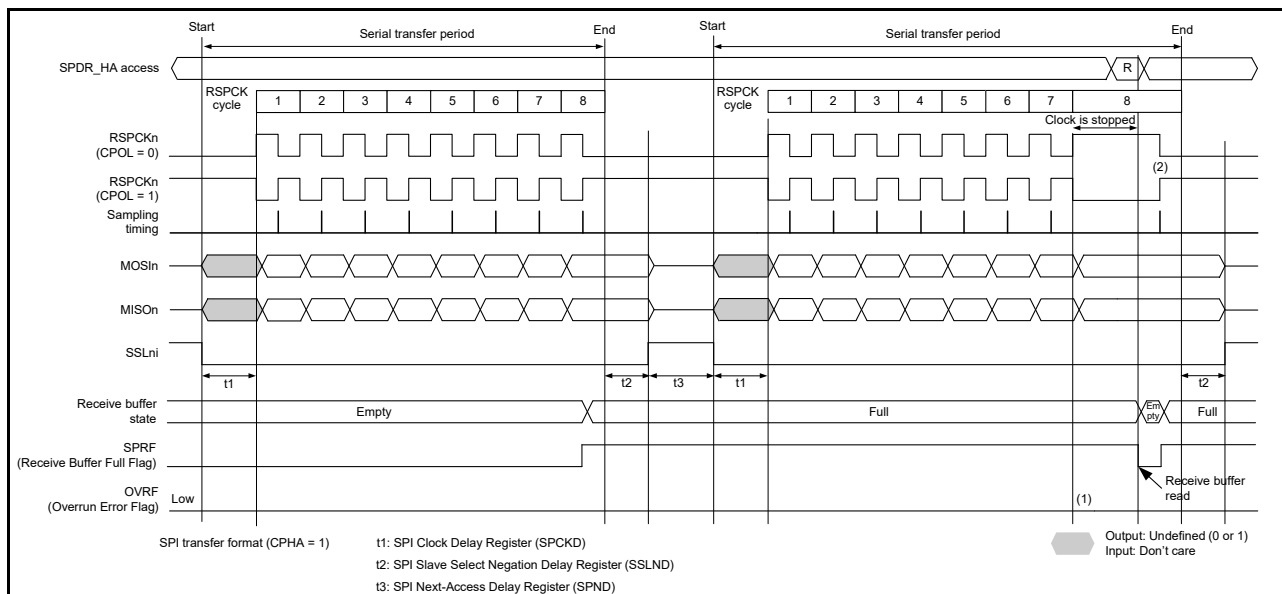 Start
Serial transfer period
End
Start
Serial transfer period
End
SPDR_HA access
R
RSPCK
cycle
1 2 3 4 5 6 7 8
RSPCK
cycle
1 2 3 4 5 6 7 8
Clock is stopped
RSPCKn
(CPOL = 0)
(2)
RSPCKn
(CPOL = 1)
Sampling
timing
MOSIn
MISOn
SSLni
t1
t2
t3
t1
t2
Receive buffer
state
Empty
Full
Em
pty
Full
SPRF
(Receive Buffer Full Flag)
Receive buffer
read
OVRF
(Overrun Error Flag)
Low
(1)
SPI transfer format (CPHA = 1)
t1: SPI Clock Delay Register (SPCKD)
t2: SPI Slave Select Negation Delay Register (SSLND)
t3: SPI Next-Access Delay Register (SPND)
Output: Undefined (0 or 1)
Input: Don't care